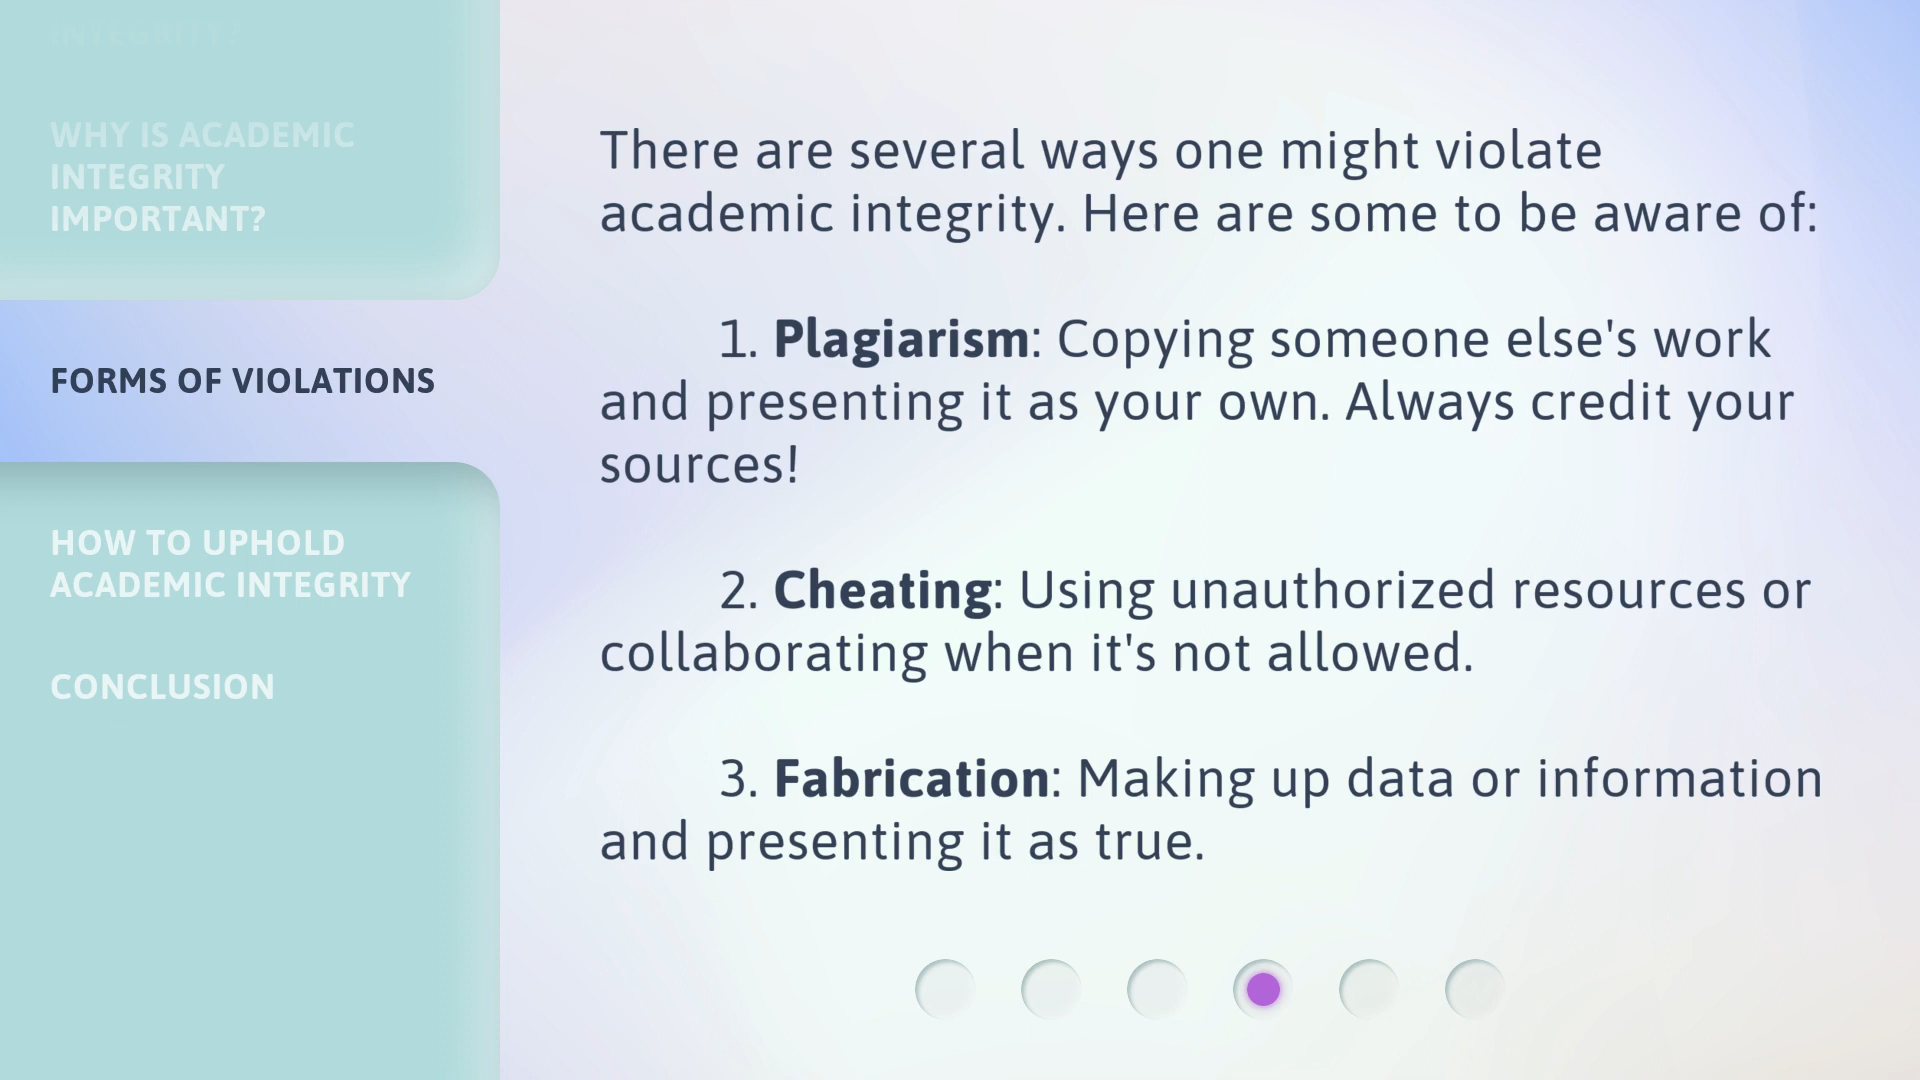 INTEGRITY?
WHY IS ACADEMIC
INTEGRITY
IMPORTANT?
FORMS OF VIOLATIONS
HOW TO UPHOLD
ACADEMIC INTEGRITY
CONCLUSION
There are several ways one might violate
academic integrity. Here are some to be aware of:
1. Plagiarism: Copying someone else's work
and presenting it as your own. Always credit your
sources!
2. Cheating: Using unauthorized resources or
collaborating when it's not allowed.
3. Fabrication: Making up data or information
and presenting it as true.